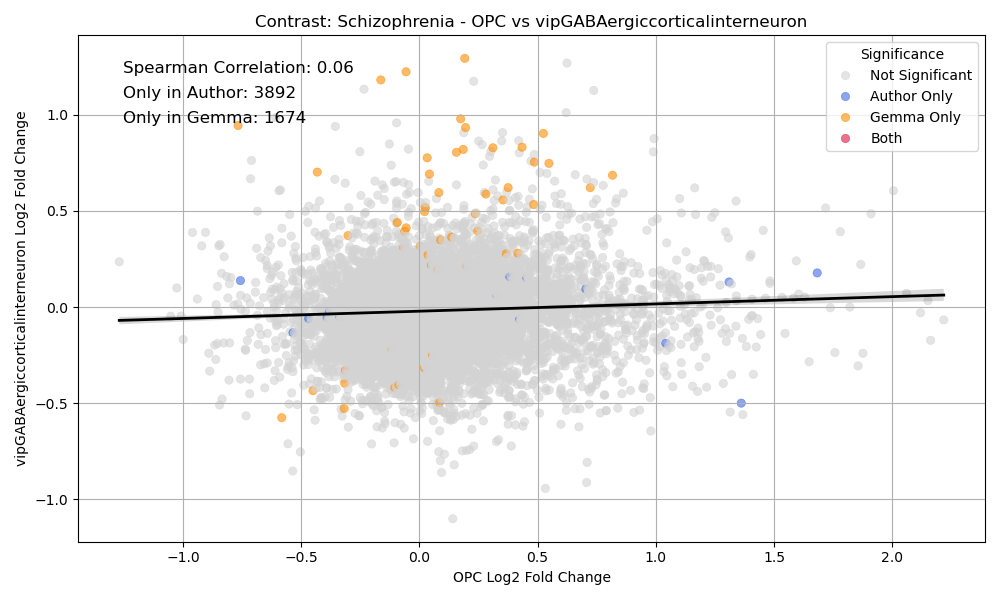 Contrast: Schizophrenia - OPC vs vipGABAergiccorticalinterneuron
Spearman Correlation: 0.06
Only in Author: 3892
Only in Gemma: 1674
Significance
Not Significant
Author Only
Gemma Only
Both
vipGABAergiccorticalinterneuron Log2 Fold Change
1.0
0.5
0.0
−0.5
−1.0
−1.0 −0.5 0.0 0.5 1.0 1.5 2.0
OPC Log2 Fold Change